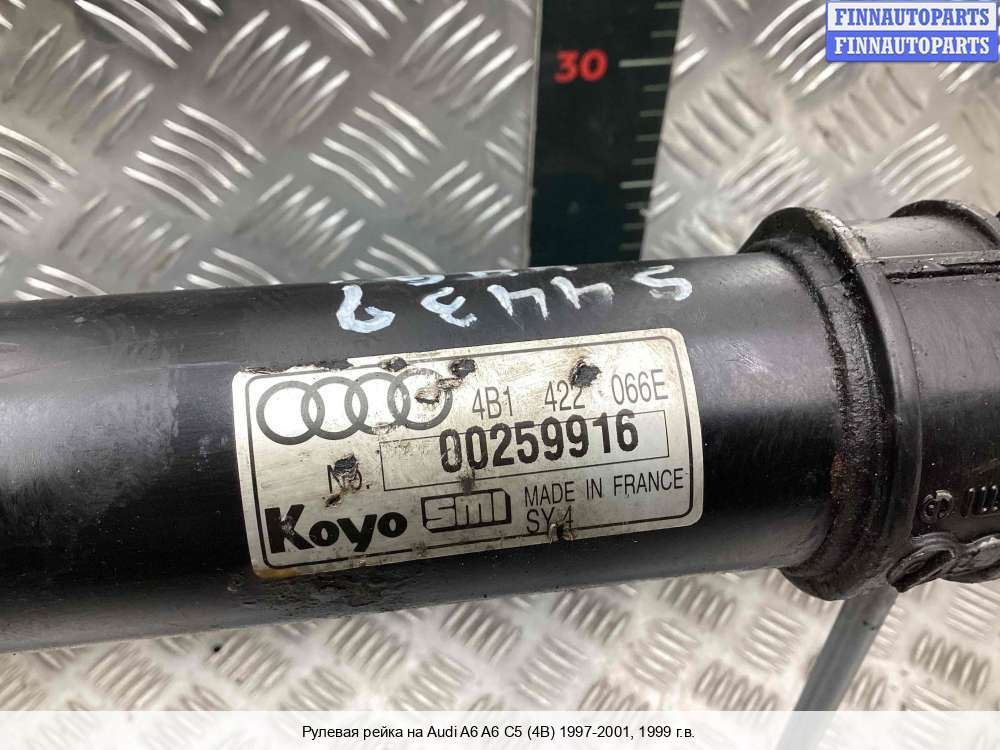 FINNAUTOPARTS
FINNAUTOPARTS
30
4B1 422 066E
No. 00259916
Koyo SMI MADE IN FRANCE
SY 4
Рулевая рейка на Audi A6 A6 C5 (4B) 1997-2001, 1999 г.в.